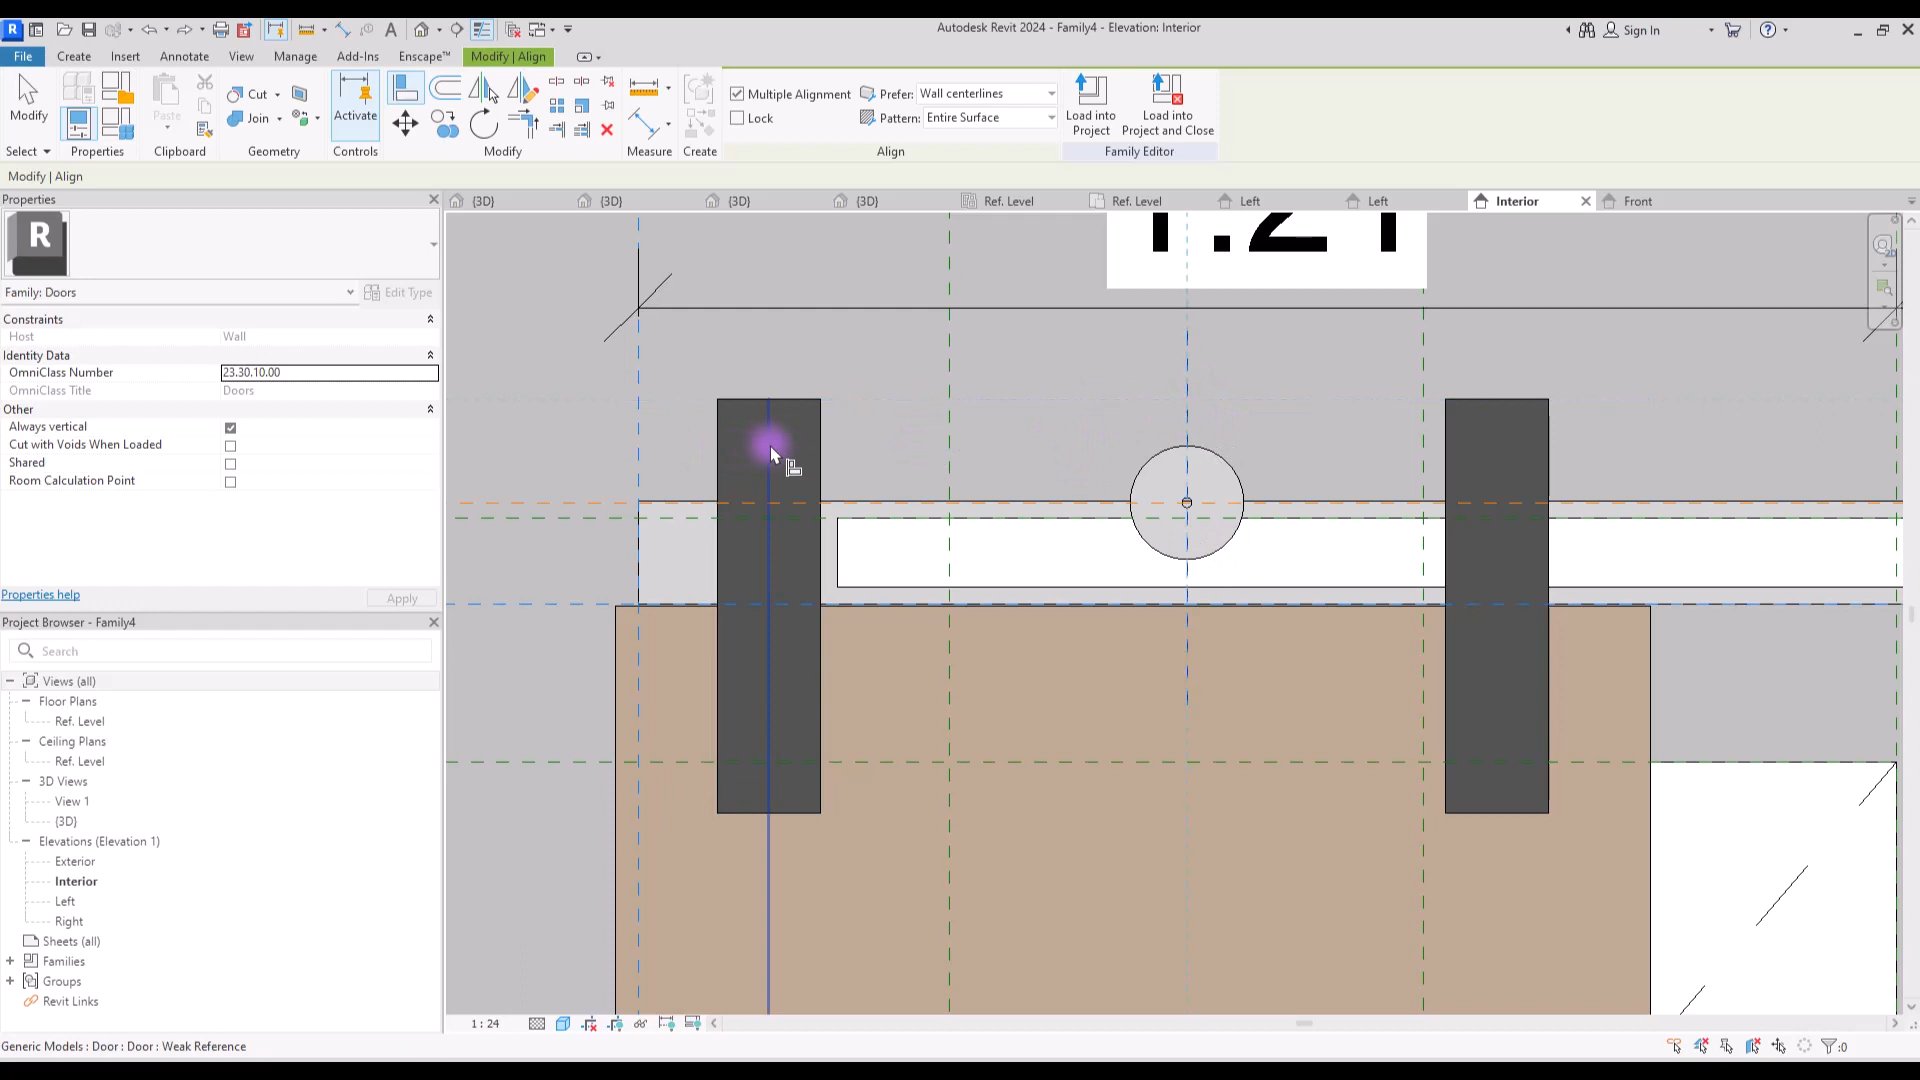 Autodesk Revit 2024 - Family4 - Elevation: Interior
Sign In
File Create Insert Annotate View Manage Add-Ins Enscape™ Modify | Align
Modify
Paste
Cut
Join
Activate
Multiple Alignment
Lock
Prefer: Wall centerlines
Pattern: Entire Surface
Load into Project
Load into Project and Close
Select Properties Clipboard Geometry Controls Modify Measure Create Align Family Editor
Modify | Align
Properties
{3D} {3D} {3D} {3D} Ref. Level Ref. Level Left Left Interior Front
R
Family: Doors
Edit Type
Constraints
Host Wall
Identity Data
OmniClass Number 23.30.10.00
OmniClass Title Doors
Other
Always vertical
Cut with Voids When Loaded
Shared
Room Calculation Point
Properties help
Apply
Project Browser - Family4
Search
Views (all)
Floor Plans
Ref. Level
Ceiling Plans
Ref. Level
3D Views
View 1
{3D}
Elevations (Elevation 1)
Exterior
Interior
Left
Right
Sheets (all)
Families
Groups
Revit Links
1 : 24
Generic Models : Door : Door : Weak Reference
:0